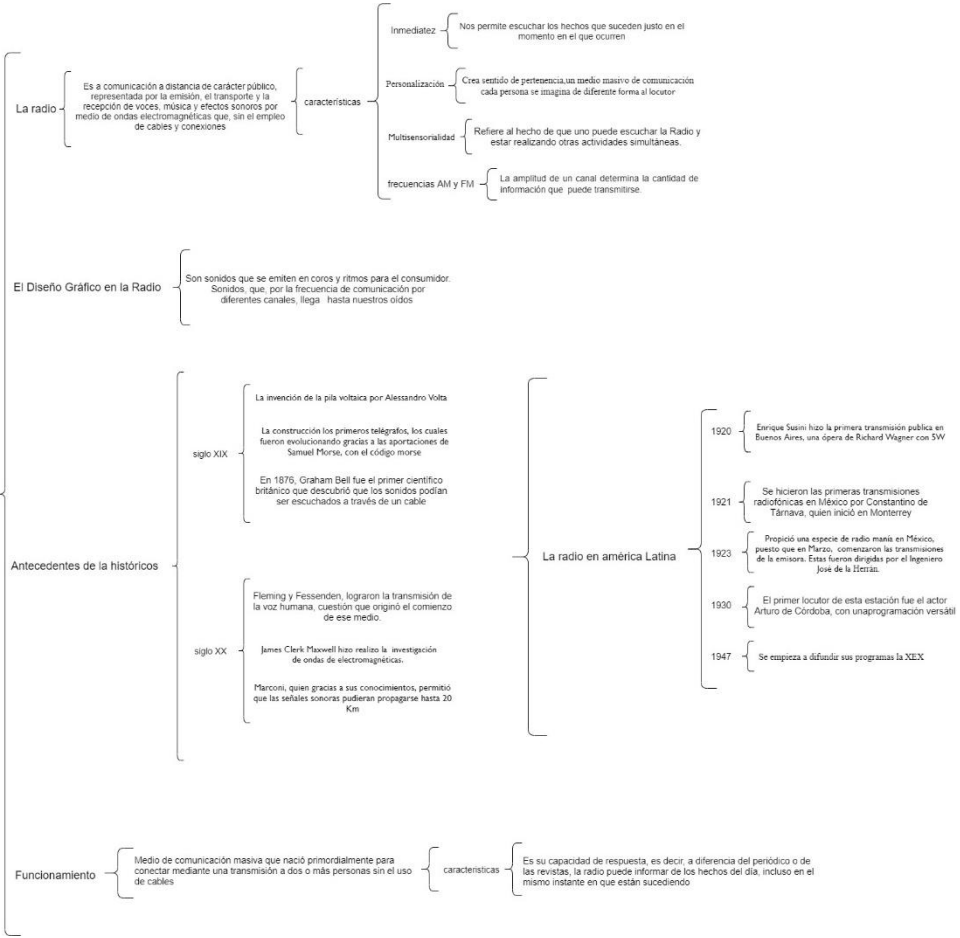 La radio
Es a comunicación a distancia de carácter público,
representada por la emisión, el transporte y la
recepción de voces, música y efectos sonoros por
medio de ondas electromagnéticas que, sin el empleo
de cables y conexiones
características
Inmediatez
Nos permite escuchar los hechos que suceden justo en el
momento en el que ocurren
Personalización
Crea sentido de pertenencia,un medio masivo de comunicación
cada persona se imagina de diferente forma al locutor
Multisensorialidad
Refiere al hecho de que uno puede escuchar la Radio y
estar realizando otras actividades simultáneas.
frecuencias AM y FM
La amplitud de un canal determina la cantidad de
información que puede transmitirse.
El Diseño Gráfico en la Radio
Son sonidos que se emiten en coros y ritmos para el consumidor.
Sonidos, que, por la frecuencia de comunicación por
diferentes canales, llega hasta nuestros oídos
Antecedentes de la históricos
siglo XIX
La invención de la pila voltaica por Alessandro Volta
La construcción los primeros telégrafos, los cuales
fueron evolucionando gracias a las aportaciones de
Samuel Morse, con el código morse
En 1876, Graham Bell fue el primer científico
británico que descubrió que los sonidos podían
ser escuchados a través de un cable
siglo XX
Fleming y Fessenden, lograron la transmisión de
la voz humana, cuestión que originó el comienzo
de ese medio.
James Clerk Maxwell hizo realizo la investigación
de ondas de electromagnéticas.
Marconi, quien gracias a sus conocimientos, permitió
que las señales sonoras pudieran propagarse hasta 20
Km
La radio en américa Latina
1920
Enrique Susini hizo la primera transmisión publica en
Buenos Aires, una ópera de Richard Wagner con 5W
1921
Se hicieron las primeras transmisiones
radiofónicas en México por Constantino de
Tárnava, quien inició en Monterrey
1923
Propició una especie de radio manía en México,
puesto que en Marzo, comenzaron las transmisiones
de la emisora. Estas fueron dirigidas por el Ingeniero
José de la Herrán.
1930
El primer locutor de esta estación fue el actor
Arturo de Córdoba, con unaprogramación versátil
1947
Se empieza a difundir sus programas la XEX
Funcionamiento
Medio de comunicación masiva que nació primordialmente para
conectar mediante una transmisión a dos o más personas sin el uso
de cables
características
Es su capacidad de respuesta, es decir, a diferencia del periódico o de
las revistas, la radio puede informar de los hechos del día, incluso en el
mismo instante en que están sucediendo